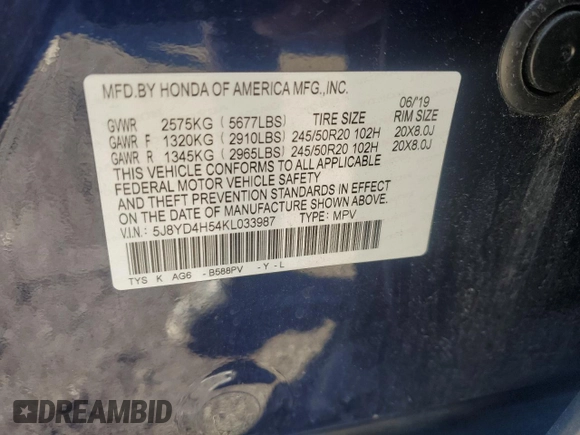 MFD.BY HONDA OF AMERICA MFG.,INC.
06/'19
GVWR 2575KG ( 5677LBS) TIRE SIZE RIM SIZE
GAWR F 1320KG ( 2910LBS) 245/50R20 102H 20X8.0J
GAWR R 1345KG ( 2965LBS) 245/50R20 102H 20X8.0J
THIS VEHICLE CONFORMS TO ALL APPLICABLE
FEDERAL MOTOR VEHICLE SAFETY
AND THEFT PREVENTION STANDARDS IN EFFECT
ON THE DATE OF MANUFACTURE SHOWN ABOVE.
V.I.N.: 5J8YD4H54KL033987 TYPE: MPV
TYS K AG6 - B588PV - Y - L
DREAMBID